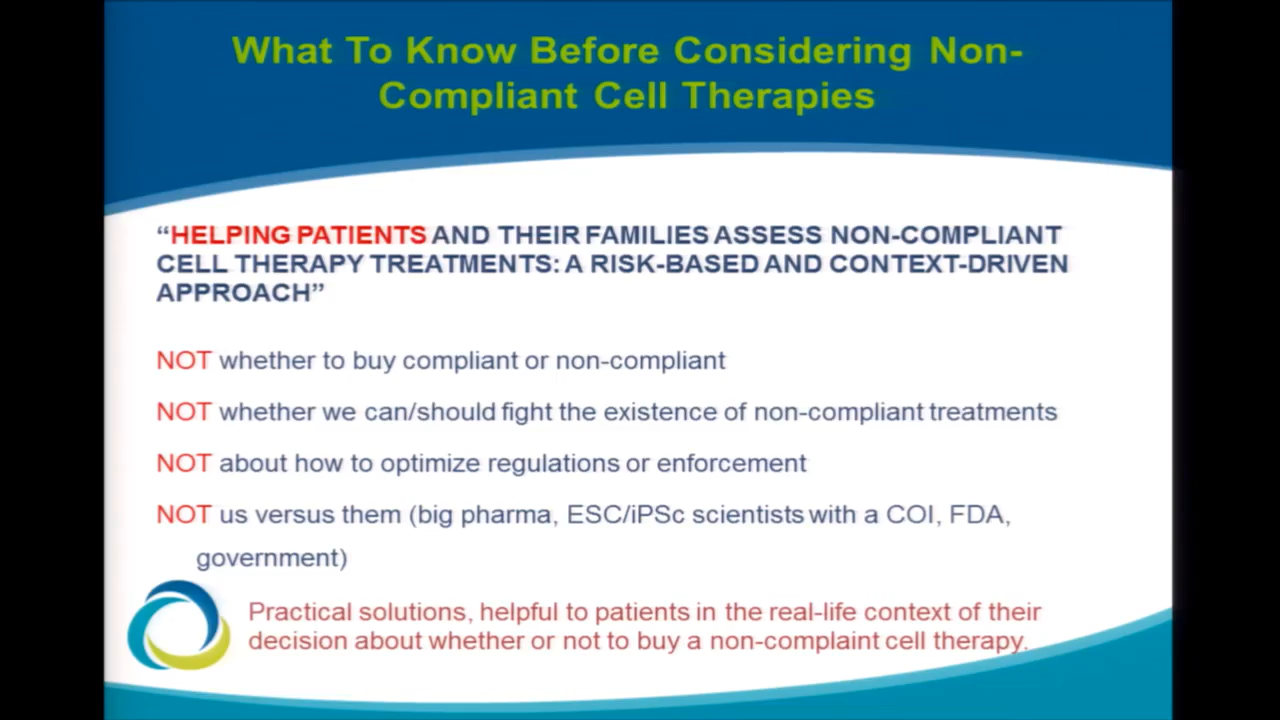 What To Know Before Considering Non-
Compliant Cell Therapies
“HELPING PATIENTS AND THEIR FAMILIES ASSESS NON-COMPLIANT
CELL THERAPY TREATMENTS: A RISK-BASED AND CONTEXT-DRIVEN
APPROACH”
NOT whether to buy compliant or non-compliant
NOT whether we can/should fight the existence of non-compliant treatments
NOT about how to optimize regulations or enforcement
NOT us versus them (big pharma, ESC/iPSc scientists with a COI, FDA,
government)
Practical solutions, helpful to patients in the real-life context of their
decision about whether or not to buy a non-complaint cell therapy.